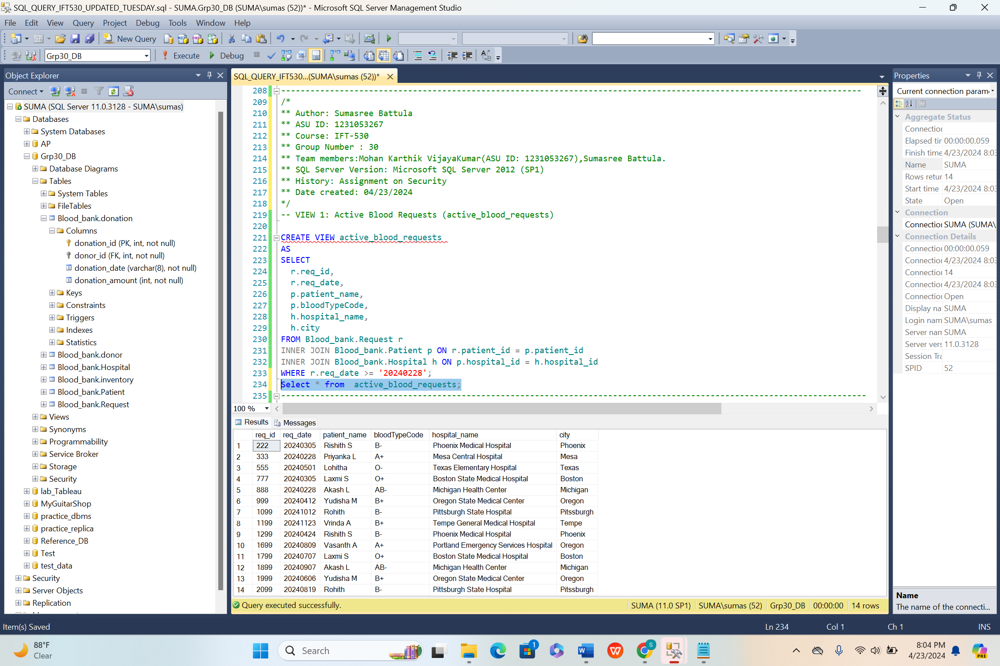 SQL_QUERY_IFT530_UPDATED_TUESDAY.sql - SUMA.Grp30_DB (SUMA\sumas (52))* - Microsoft SQL Server Management Studio
File Edit View Query Project Debug Tools Window Help
New Query
Grp30_DB Execute Debug
Object Explorer
Connect
SUMA (SQL Server 11.0.3128 - SUMA\sumas)
Databases
System Databases
AP
Grp30_DB
Database Diagrams
Tables
System Tables
FileTables
Blood_bank.donation
Columns
donation_id (PK, int, not null)
donor_id (FK, int, not null)
donation_date (varchar(8), not null)
donation_amount (int, not null)
Keys
Constraints
Triggers
Indexes
Statistics
Blood_bank.donor
Blood_bank.Hospital
Blood_bank.inventory
Blood_bank.Patient
Blood_bank.Request
Views
Synonyms
Programmability
Service Broker
Storage
Security
lab_Tableau
MyGuitarShop
practice_dbms
practice_replica
Reference_DB
Test
test_data
Security
Server Objects
Replication
SQL_QUERY_IFT530...(SUMA\sumas (52))*
208 ------------------------------------------------------------------------------------------------------------------------
209 /*
210 ** Author: Sumasree Battula
211 ** ASU ID: 1231053267
212 ** Course: IFT-530
213 ** Group Number : 30
214 ** Team members:Mohan Karthik VijayaKumar(ASU ID: 1231053267),Sumasree Battula.
215 ** SQL Server Version: Microsoft SQL Server 2012 (SP1)
216 ** History: Assignment on Security
217 ** Date created: 04/23/2024
218 */
219 -- VIEW 1: Active Blood Requests (active_blood_requests)
220
221 CREATE VIEW active_blood_requests
222 AS
223 SELECT
224 r.req_id,
225 r.req_date,
226 p.patient_name,
227 p.bloodTypeCode,
228 h.hospital_name,
229 h.city
230 FROM Blood_bank.Request r
231 INNER JOIN Blood_bank.Patient p ON r.patient_id = p.patient_id
232 INNER JOIN Blood_bank.Hospital h ON p.hospital_id = h.hospital_id
233 WHERE r.req_date >= '20240228';
234 Select * from  active_blood_requests;
235 ------------------------------------------------------------------------------------------------------------------------
100 %
Results Messages
req_id req_date patient_name bloodTypeCode hospital_name city
1 222 20240305 Rishith S B- Phoenix Medical Hospital Phoenix
2 333 20240228 Priyanka L A+ Mesa Central Hospital Mesa
3 555 20240501 Lohitha O- Texas Elementary Hospital Texas
4 777 20240305 Laxmi S O+ Boston State Medical Hospital Boston
5 888 20240228 Akash L AB- Michigan Health Center Michigan
6 999 20240412 Yudisha M B+ Oregon State Medical Center Oregon
7 1099 20241012 Rohith B- Pittsburgh State Hospital Pitssburgh
8 1199 20241123 Vrinda A B+ Tempe General Medical Hospital Tempe
9 1299 20240424 Rishith S B- Phoenix Medical Hospital Phoenix
10 1699 20240809 Vasanth A A+ Portland Emergency Services Hospital Oregon
11 1799 20240707 Laxmi S O+ Boston State Medical Hospital Boston
12 1899 20240907 Akash L AB- Michigan Health Center Michigan
13 1999 20240606 Yudisha M B+ Oregon State Medical Center Oregon
14 2099 20240819 Rohith B- Pittsburgh State Hospital Pitssburgh
Query executed successfully. SUMA (11.0 SP1) SUMA\sumas (52) Grp30_DB 00:00:00 14 rows
Properties
Current connection param
Aggregate Status
Connection
Elapsed tir 00:00:00.059
Finish time 4/23/2024 8:03
Name SUMA
Rows retur 14
Start time 4/23/2024 8:03
State Open
Connection
Connection SUMA (SUMA\
Connection Details
Connection 00:00:00.059
Connection 4/23/2024 8:03
Connection 14
Connection 4/23/2024 8:03
Connection Open
Display na SUMA
Login nam SUMA\sumas
Server nam SUMA
Server vers 11.0.3128
Session Tra
SPID 52
Name
The name of the connecti...
Item(s) Saved Ln 234 Col 1 Ch 1 INS
88°F
Clear
Search
1
S
PRE
8:04 PM
4/23/2024